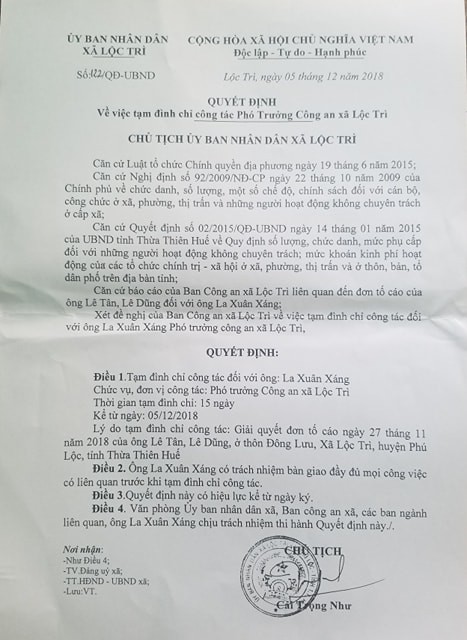 ỦY BAN NHÂN DÂN
XÃ LỘC TRÌ
CỘNG HÒA XÃ HỘI CHỦ NGHĨA VIỆT NAM
Độc lập - Tự do - Hạnh phúc
Số:122/QĐ-UBND
Lộc Trì, ngày 05 tháng 12 năm 2018
QUYẾT ĐỊNH
Về việc tạm đình chỉ công tác Phó Trưởng Công an xã Lộc Trì
CHỦ TỊCH ỦY BAN NHÂN DÂN XÃ LỘC TRÌ
Căn cứ Luật tổ chức Chính quyền địa phương ngày 19 tháng 6 năm 2015;
Căn cứ Nghị định số 92/2009/NĐ-CP ngày 22 tháng 10 năm 2009 của
Chính phủ về chức danh, số lượng, một số chế độ, chính sách đối với cán bộ,
công chức ở xã, phường, thị trấn và những người hoạt động không chuyên trách
ở cấp xã;
Căn cứ Quyết định số 02/2015/QĐ-UBND ngày 14 tháng 01 năm 2015
của UBND tỉnh Thừa Thiên Huế về Quy định số lượng, chức danh, mức phụ cấp
đối với những người hoạt động không chuyên trách; mức khoán kinh phí hoạt
động của các tổ chức chính trị - xã hội ở xã, phường, thị trấn và ở thôn, bản, tổ
dân phố trên địa bàn tỉnh;
Căn cứ báo cáo của Ban Công an xã Lộc Trì liên quan đến đơn tố cáo của
ông Lê Tân, Lê Dũng đối với ông La Xuân Xáng;
Xét đề nghị của Ban Công an xã Lộc Trì về việc tạm đình chỉ công tác đối
với ông La Xuân Xáng Phó trưởng công an xã Lộc Trì,
QUYẾT ĐỊNH:
Điều 1.Tạm đình chỉ công tác đối với ông: La Xuân Xáng
Chức vụ, đơn vị công tác: Phó Trưởng Công an xã Lộc Trì
Thời gian tạm đình chỉ: 15 ngày
Kể từ ngày: 05/12/2018
Lý do tạm đình chỉ công tác: Giải quyết đơn tố cáo ngày 27 tháng 11
năm 2018 của ông Lê Tân, Lê Dũng, ở thôn Đông Lưu, Xã Lộc Trì, huyện Phú
Lộc, tỉnh Thừa Thiên Huế
Điều 2. Ông La Xuân Xáng có trách nhiệm bàn giao đầy đủ mọi công việc
có liên quan trước khi tạm đình chỉ công tác.
Điều 3.Quyết định này có hiệu lực kể từ ngày ký.
Điều 4. Văn phòng Ủy ban nhân dân xã, Ban công an xã, các ban ngành
liên quan, ông La Xuân Xáng chịu trách nhiệm thi hành Quyết định này./.
Nơi nhận:
-Như Điều 4;
-TV.Đảng uỷ xã;
-TT.HĐND - UBND xã;
-Lưu:VT.
CHỦ TỊCH
Cái Trọng Như